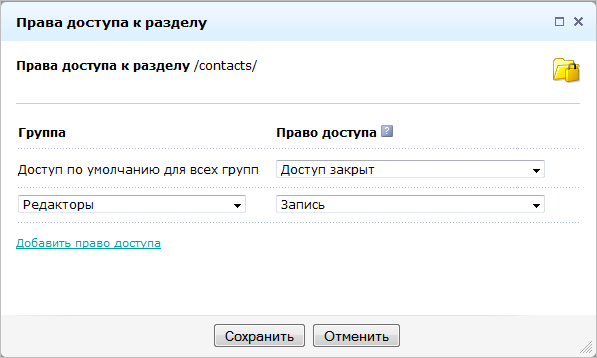 Права доступа к разделу
Права доступа к разделу /contacts/
Группа Право доступа ?
Доступ по умолчанию для всех групп Доступ закрыт
Редакторы Запись
Добавить право доступа
Сохранить Отменить